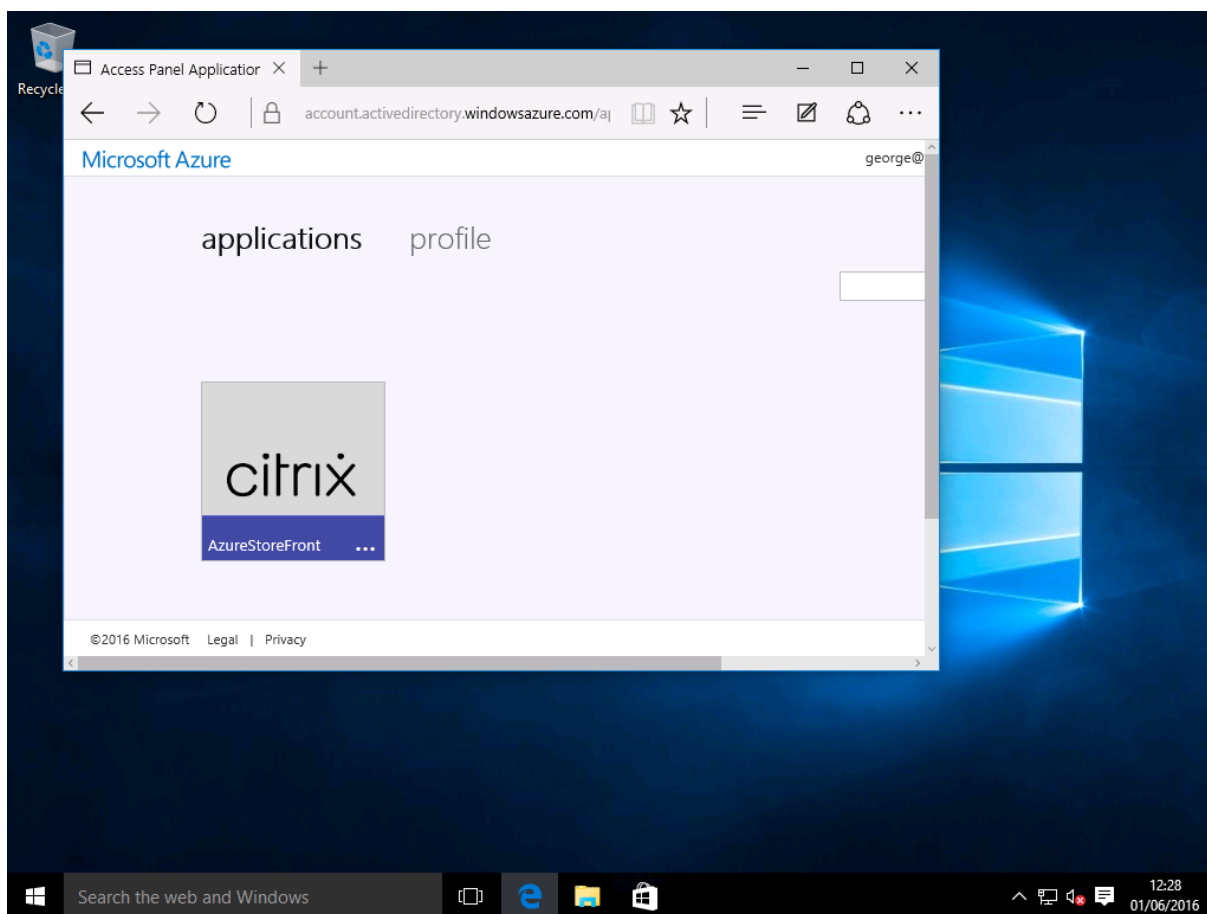 Recycle
Access Panel Application
account.activedirectory.windowsazure.com/a
Microsoft Azure
george@
applications profile
citrix
AzureStoreFront ...
©2016 Microsoft Legal | Privacy
Search the web and Windows
12:28
01/06/2016